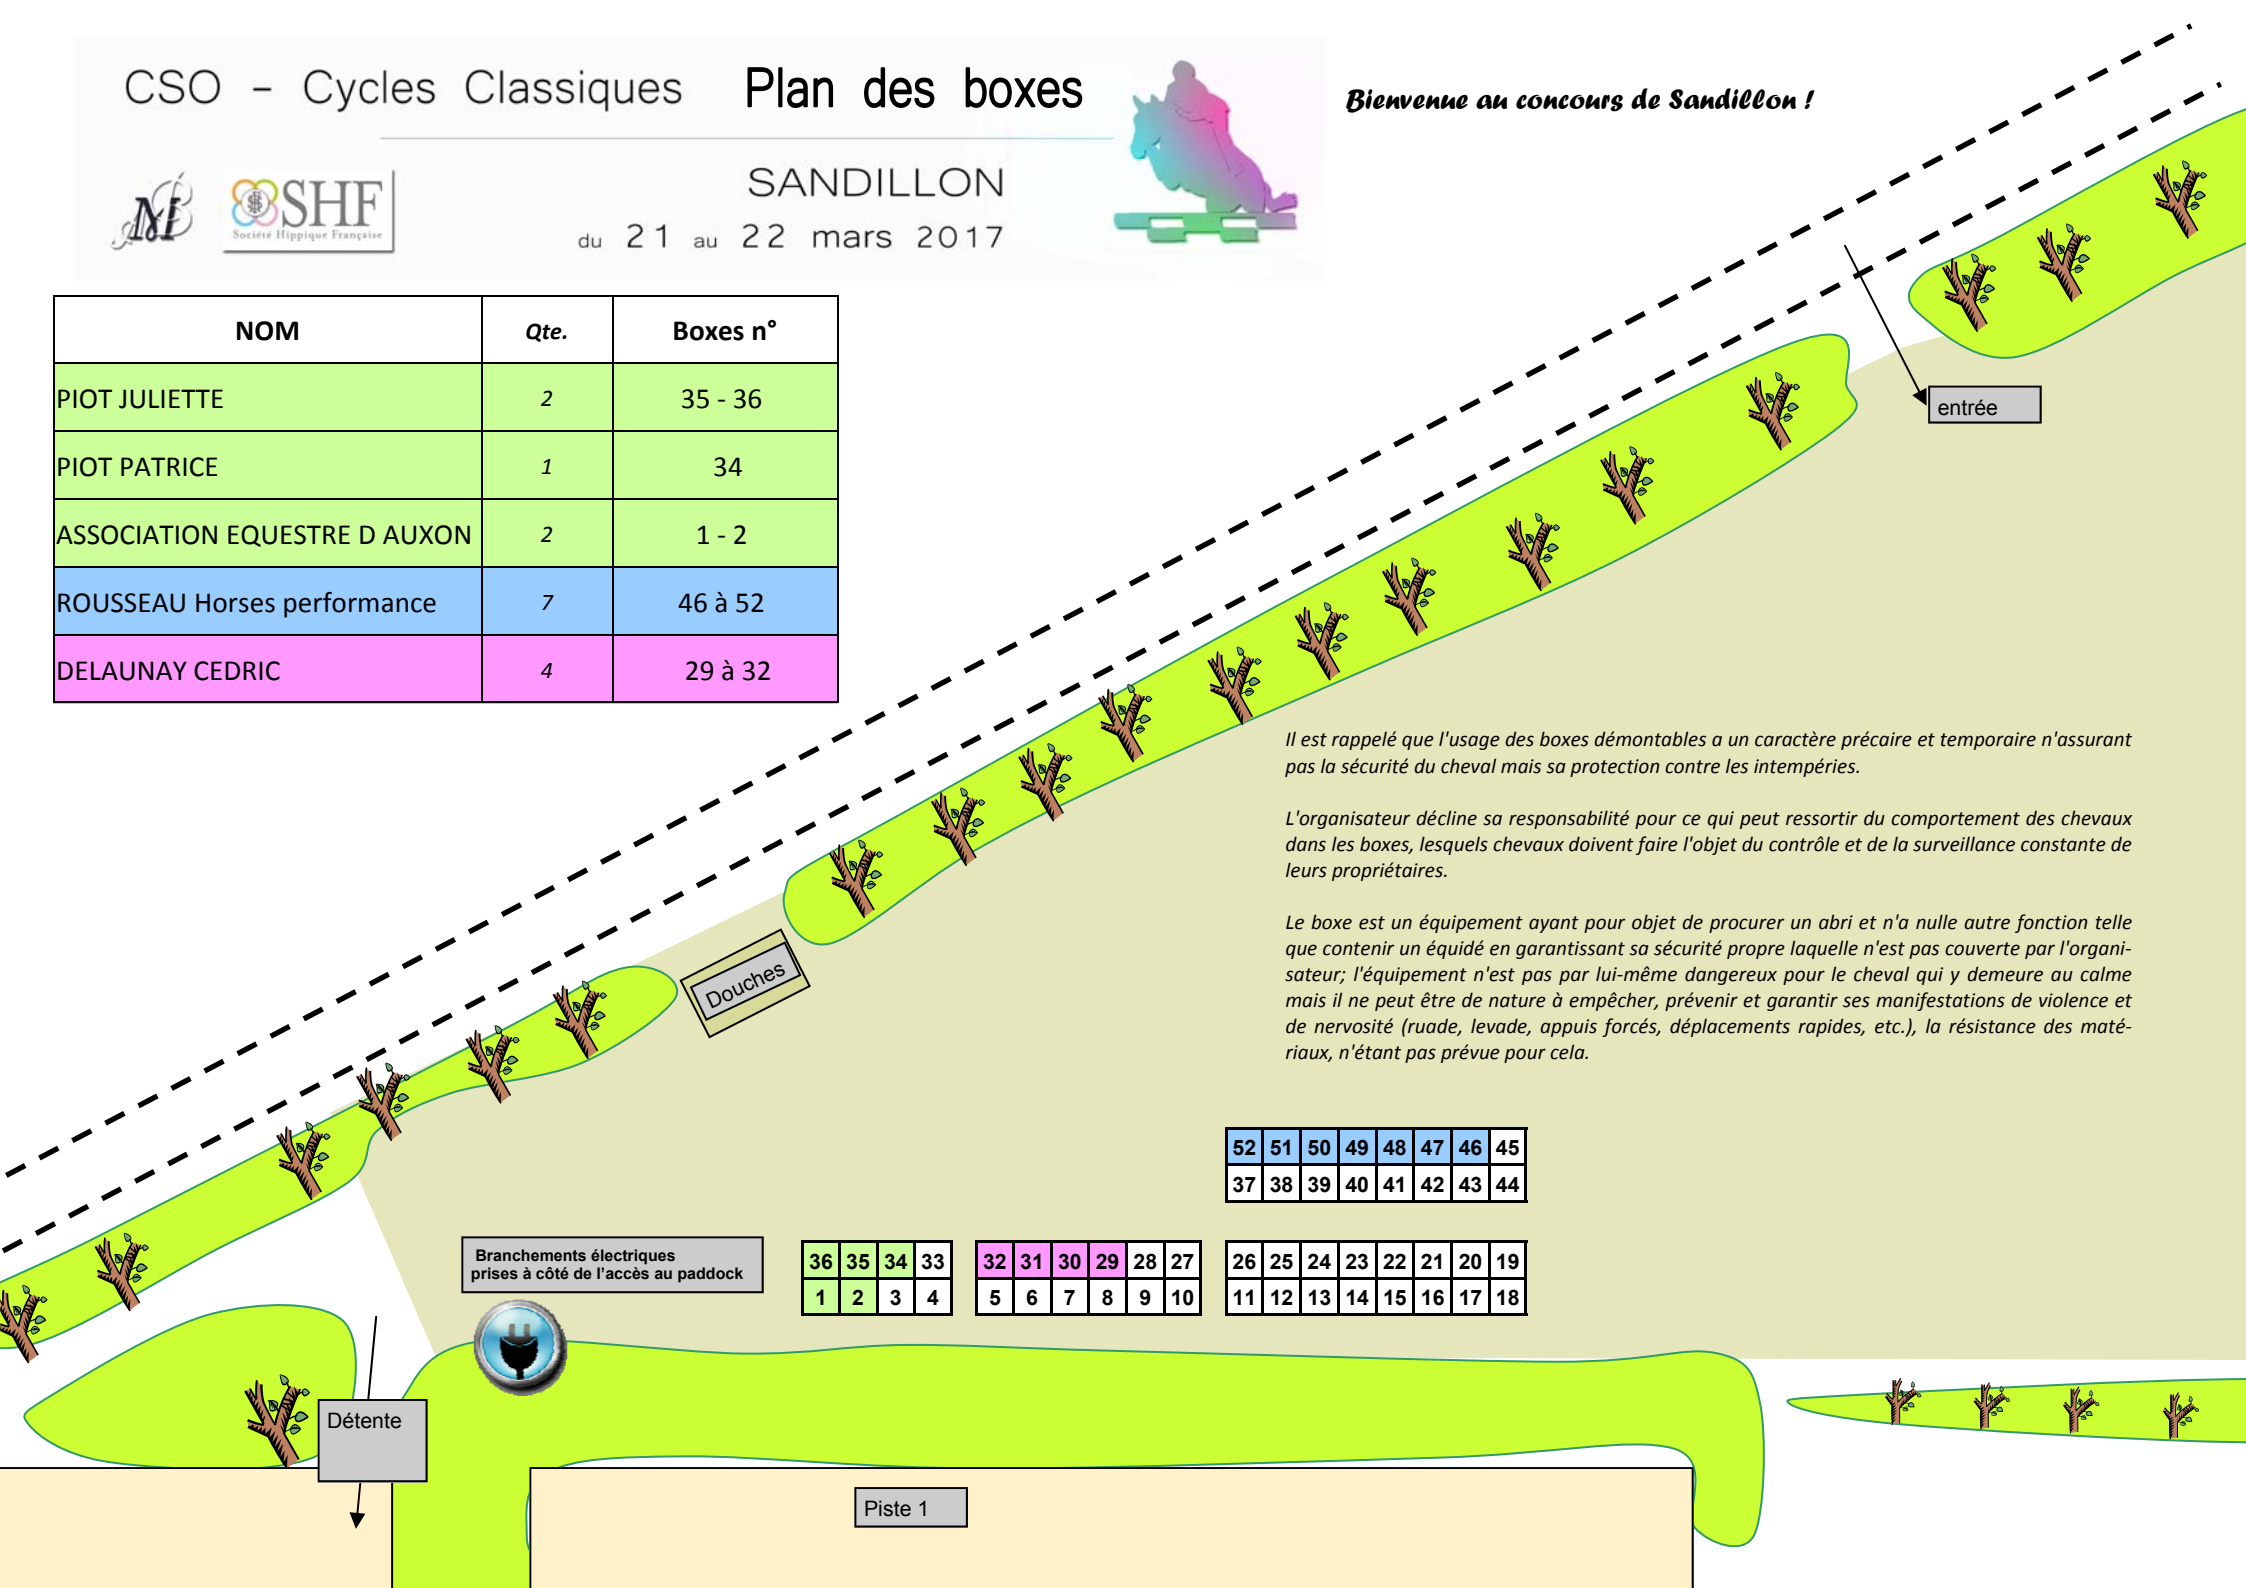 CSO - Cycles Classiques Plan des boxes
Bienvenue au concours de Sandillon !
SHF
Société Hippique Française
SANDILLON
du 21 au 22 mars 2017
NOM Qte. Boxes n°
PIOT JULIETTE 2 35 - 36
PIOT PATRICE 1 34
ASSOCIATION EQUESTRE D AUXON 2 1 - 2
ROUSSEAU Horses performance 7 46 à 52
DELAUNAY CEDRIC 4 29 à 32
entrée
Il est rappelé que l'usage des boxes démontables a un caractère précaire et temporaire n'assurant
pas la sécurité du cheval mais sa protection contre les intempéries.
L'organisateur décline sa responsabilité pour ce qui peut ressortir du comportement des chevaux
dans les boxes, lesquels chevaux doivent faire l'objet du contrôle et de la surveillance constante de
leurs propriétaires.
Le boxe est un équipement ayant pour objet de procurer un abri et n'a nulle autre fonction telle
que contenir un équidé en garantissant sa sécurité propre laquelle n'est pas couverte par l'organi-
sateur; l'équipement n'est pas par lui-même dangereux pour le cheval qui y demeure au calme
mais il ne peut être de nature à empêcher, prévenir et garantir ses manifestations de violence et
de nervosité (ruade, levade, appuis forcés, déplacements rapides, etc.), la résistance des maté-
riaux, n'étant pas prévue pour cela.
Douches
52 51 50 49 48 47 46 45
37 38 39 40 41 42 43 44
Branchements électriques
prises à côté de l'accès au paddock
36 35 34 33 32 31 30 29 28 27 26 25 24 23 22 21 20 19
1 2 3 4 5 6 7 8 9 10 11 12 13 14 15 16 17 18
Détente
Piste 1